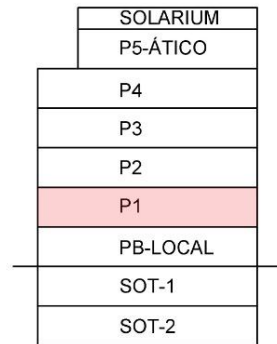 SOLARIUM
P5-ÁTICO
P4
P3
P2
P1
PB-LOCAL
SOT-1
SOT-2